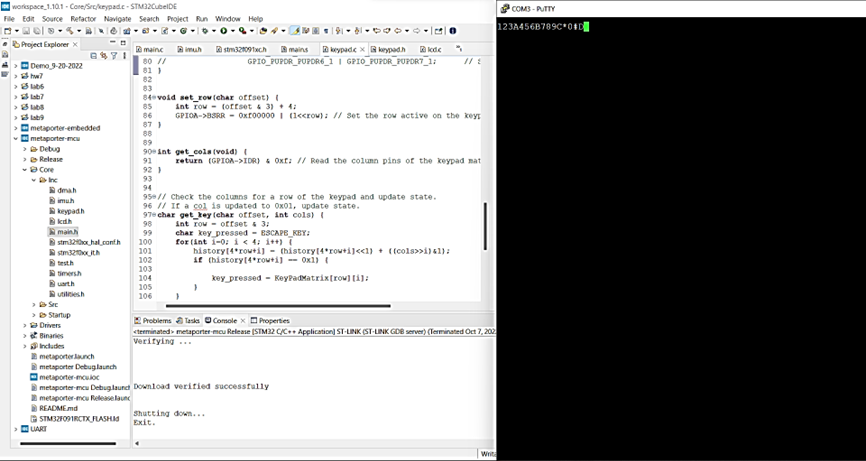 workspace_1.10.1 - Core/Src/keypad.c - STM32CubeIDE
File Edit Source Refactor Navigate Search Project Run Window Help
Project Explorer
Demo_9-20-2022
hw7
lab6
lab7
lab8
lab9
metaporter-embedded
metaporter-mcu
Debug
Release
Core
Inc
dma.h
imu.h
keypad.h
lcd.h
main.h
stm32f0xx_hal_conf.h
stm32f0xx_it.h
test.h
timers.h
uart.h
utilities.h
Src
Startup
Drivers
Binaries
Includes
metaporter.launch
metaporter Debug.launch
metaporter-mcu.ioc
metaporter-mcu Debug.launch
metaporter-mcu Release.launc
README.md
STM32F091RCTX_FLASH.ld
UART
main.c imu.h stm32f091xc.h main.s keypad.c keypad.h lcd.c
80 // GPIO_PUPDR_PUPDR6_1 | GPIO_PUPDR_PUPDR7_1; // S
81 }
82
83
84 void set_row(char offset) {
85 int row = (offset & 3) + 4;
86 GPIOA->BSRR = 0xf00000 | (1<<row); // Set the row active on the keyp
87 }
88
89
90 int get_cols(void) {
91 return (GPIOA->IDR) & 0xf; // Read the column pins of the keypad mat
92 }
93
94
95 // Check the columns for a row of the keypad and update state.
96 // If a col is updated to 0x01, update state.
97 char get_key(char offset, int cols) {
98 int row = offset & 3;
99 char key_pressed = ESCAPE_KEY;
100 for(int i=0; i < 4; i++) {
101 history[4*row+i] = (history[4*row+i]<<1) + ((cols>>i)&1);
102 if (history[4*row+i] == 0x1) {
103
104 key_pressed = KeyPadMatrix[row][i];
105 }
106 }
Problems Tasks Console Properties
<terminated> metaporter-mcu Release [STM32 C/C++ Application] ST-LINK (ST-LINK GDB server) (Terminated Oct 7, 202
Verifying ...
Download verified successfully
Shutting down...
Exit.
Writa
COM3 - PuTTY
123A456B789C*0#D